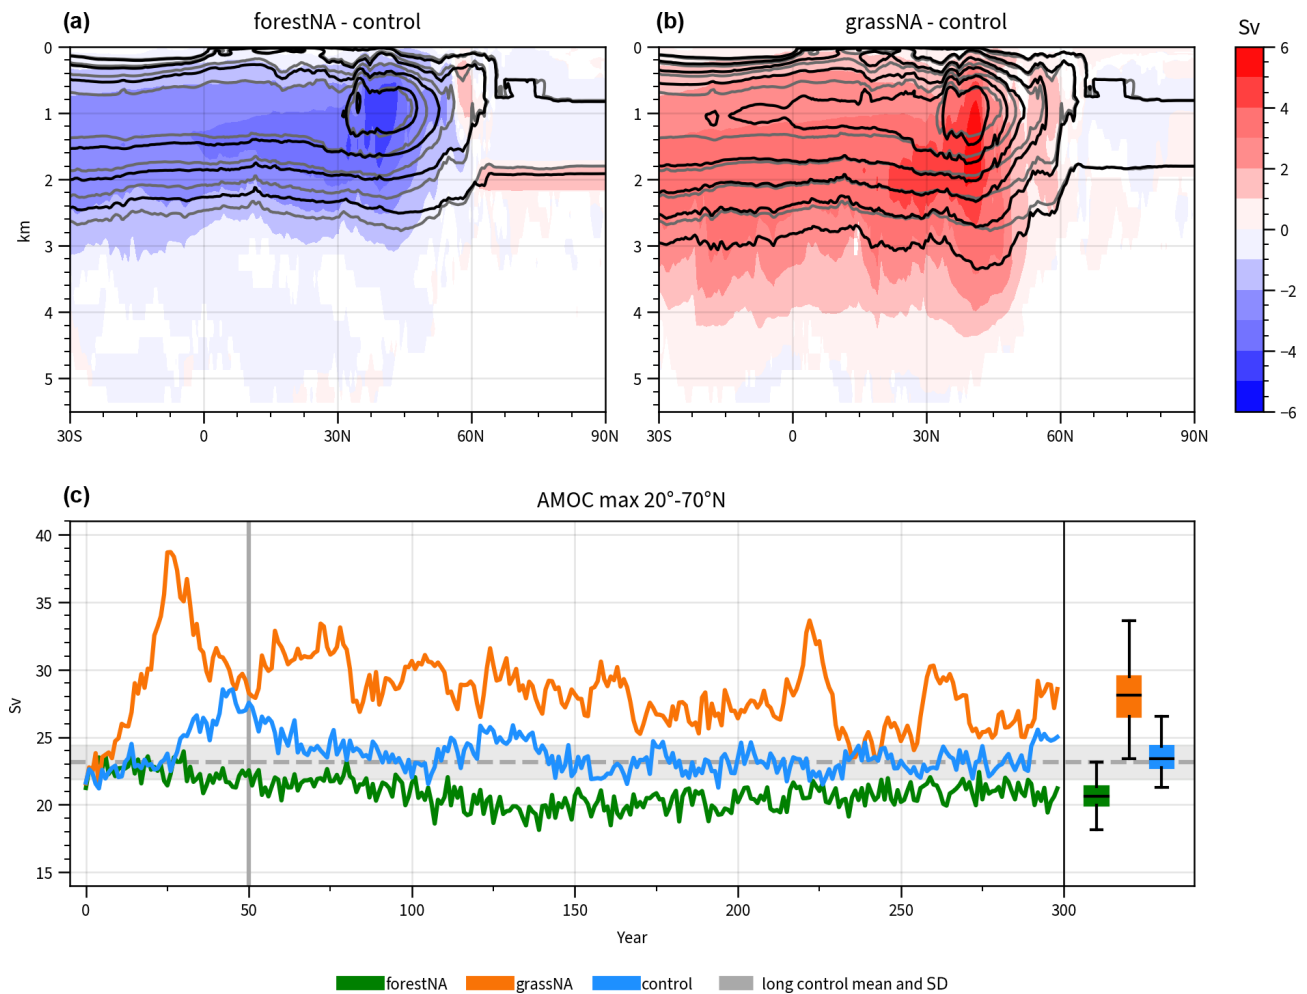 (a) forestNA - control
(b) grassNA - control
Sv
0
1
2
3
4
5
km
30S 0 30N 60N 90N
0
1
2
3
4
5
30S 0 30N 60N 90N
6
4
2
0
−2
−4
−6
(c) AMOC max 20°-70°N
40
35
30
25
20
15
Sv
0 50 100 150 200 250 300
Year
forestNA grassNA control long control mean and SD